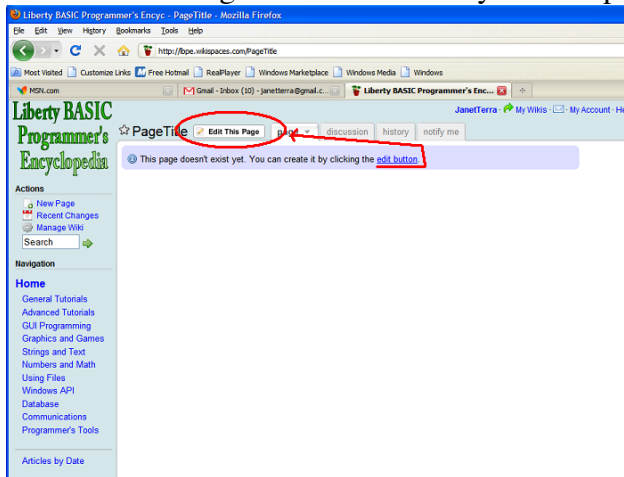 Liberty BASIC Programmer's Encyc - PageTitle - Mozilla Firefox
File Edit View History Bookmarks Tools Help
http://lbpe.wikispaces.com/PageTitle
Most Visited Customize Links Free Hotmail RealPlayer Windows Marketplace Windows Media Windows
MSN.com Gmail - Inbox (10) - janetterra@gmail.c... Liberty BASIC Programmer's Enc...
JanetTerra My Wikis My Account He
Liberty BASIC
Programmer's
Encyclopedia
PageTitle Edit This Page page discussion history notify me
This page doesn't exist yet. You can create it by clicking the edit button.
Actions
New Page
Recent Changes
Manage Wiki
Search
Navigation
Home
General Tutorials
Advanced Tutorials
GUI Programming
Graphics and Games
Strings and Text
Numbers and Math
Using Files
Windows API
Database
Communications
Programmer's Tools
Articles by Date